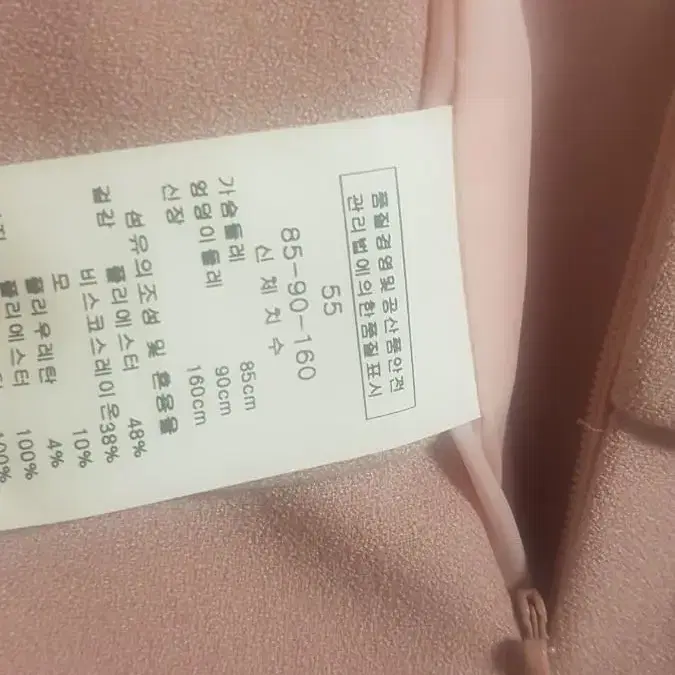 품질경영및공산품안전
관리법에의한품질표시
55
85-90-160
신체치수
가슴둘레 85cm
엉덩이둘레 90cm
신장 160cm
섬유의조성 및 혼용율
겉감 폴리에스터 48%
비스코스레이온38%
모 10%
폴리우레탄 4%
폴리에스터 100%
100%